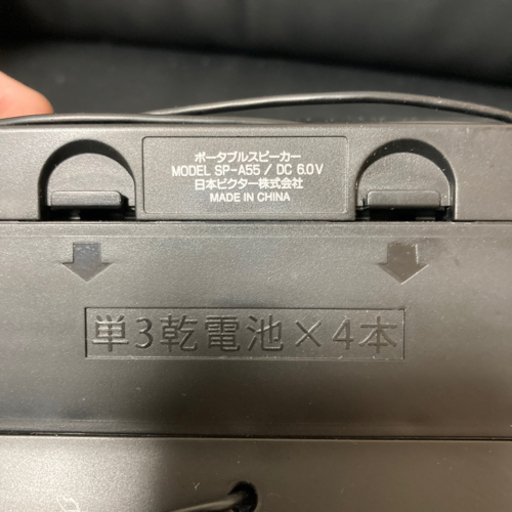 ポータブルスピーカー
MODEL SP-A55 / DC 6.0V
日本ビクター株式会社
MADE IN CHINA
単3乾電池×4本